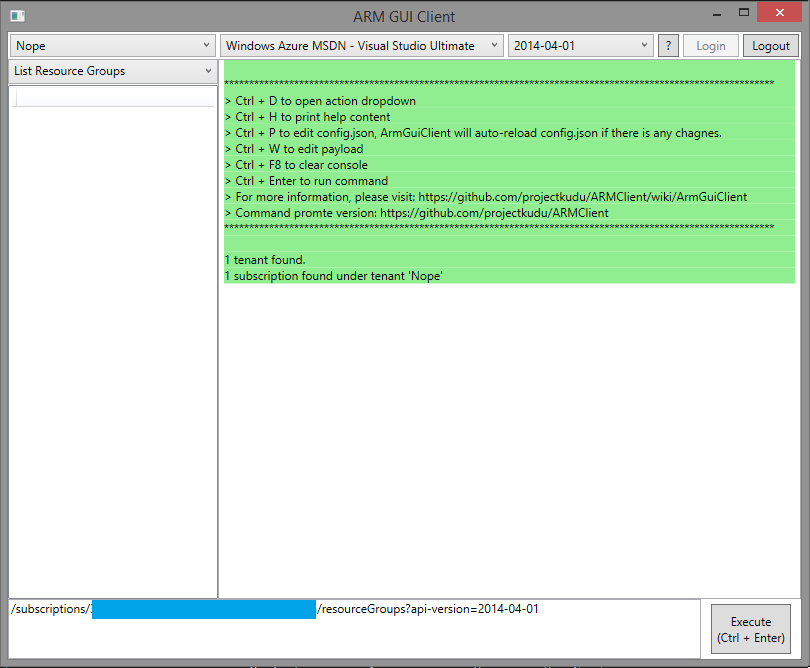 ARM GUI Client
Nope
Windows Azure MSDN - Visual Studio Ultimate
2014-04-01
?
Login
Logout
List Resource Groups
> Ctrl + D to open action dropdown
> Ctrl + H to print help content
> Ctrl + P to edit config.json, ArmGuiClient will auto-reload config.json if there is any chagnes.
> Ctrl + W to edit payload
> Ctrl + F8 to clear console
> Ctrl + Enter to run command
> For more information, please visit: https://github.com/projectkudu/ARMClient/wiki/ArmGuiClient
> Command promte version: https://github.com/projectkudu/ARMClient
1 tenant found.
1 subscription found under tenant 'Nope'
/subscriptions/ /resourceGroups?api-version=2014-04-01
Execute
(Ctrl + Enter)